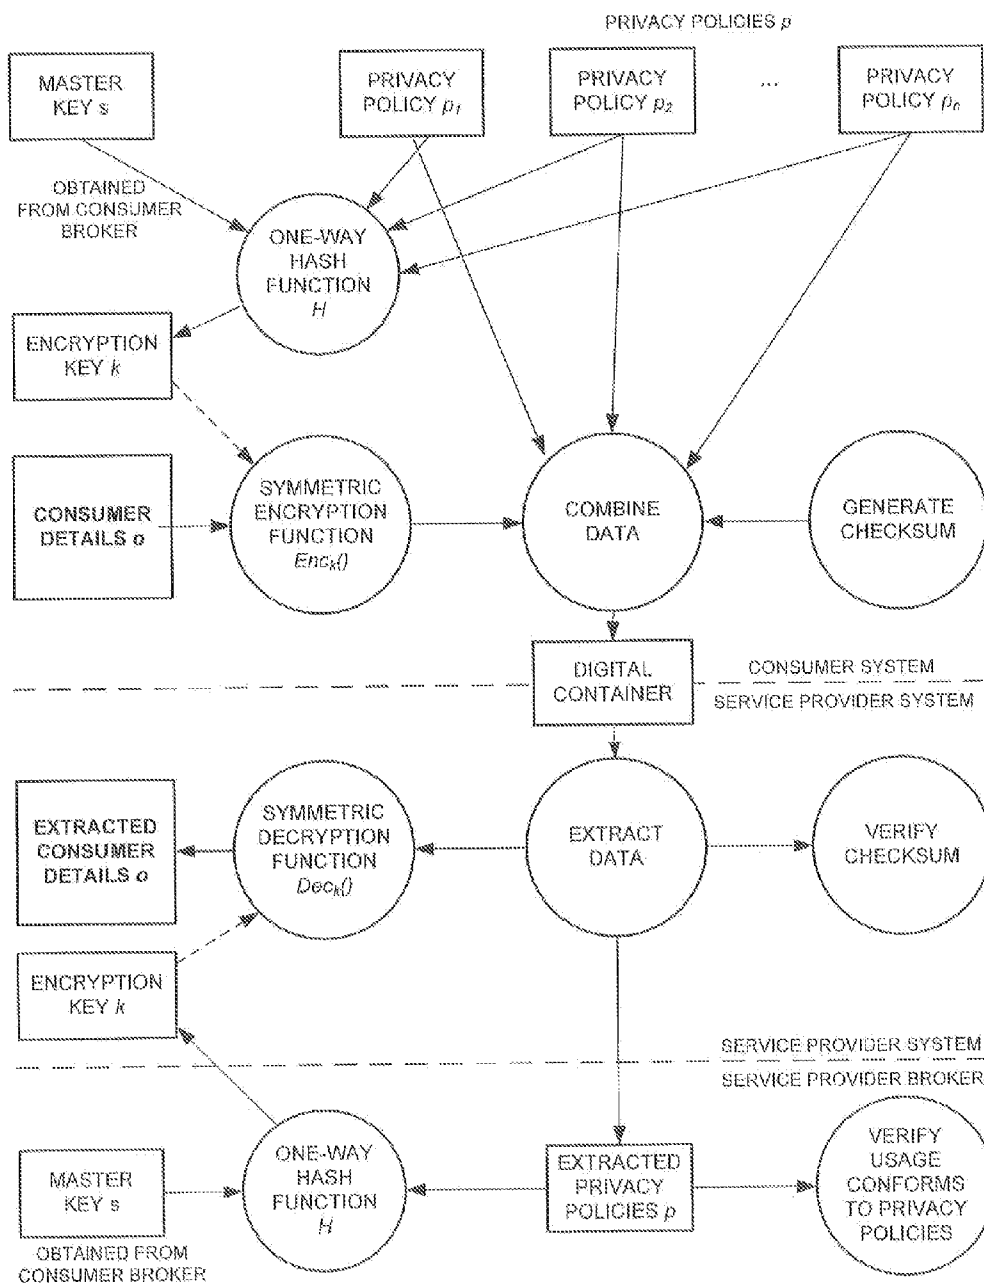 PRIVACY POLICIES p
MASTER
KEY s
PRIVACY
POLICY p1
PRIVACY
POLICY p2
...
PRIVACY
POLICY pn
OBTAINED
FROM CONSUMER
BROKER
ONE-WAY
HASH
FUNCTION
H
ENCRYPTION
KEY k
CONSUMER
DETAILS o
SYMMETRIC
ENCRYPTION
FUNCTION
Enck()
COMBINE
DATA
GENERATE
CHECKSUM
DIGITAL
CONTAINER
CONSUMER SYSTEM
SERVICE PROVIDER SYSTEM
EXTRACTED
CONSUMER
DETAILS o
SYMMETRIC
DECRYPTION
FUNCTION
Deck()
EXTRACT
DATA
VERIFY
CHECKSUM
ENCRYPTION
KEY k
SERVICE PROVIDER SYSTEM
SERVICE PROVIDER BROKER
MASTER
KEY s
OBTAINED FROM
CONSUMER BROKER
ONE-WAY
HASH
FUNCTION
H
EXTRACTED
PRIVACY
POLICIES p
VERIFY
USAGE
CONFORMS
TO PRIVACY
POLICIES